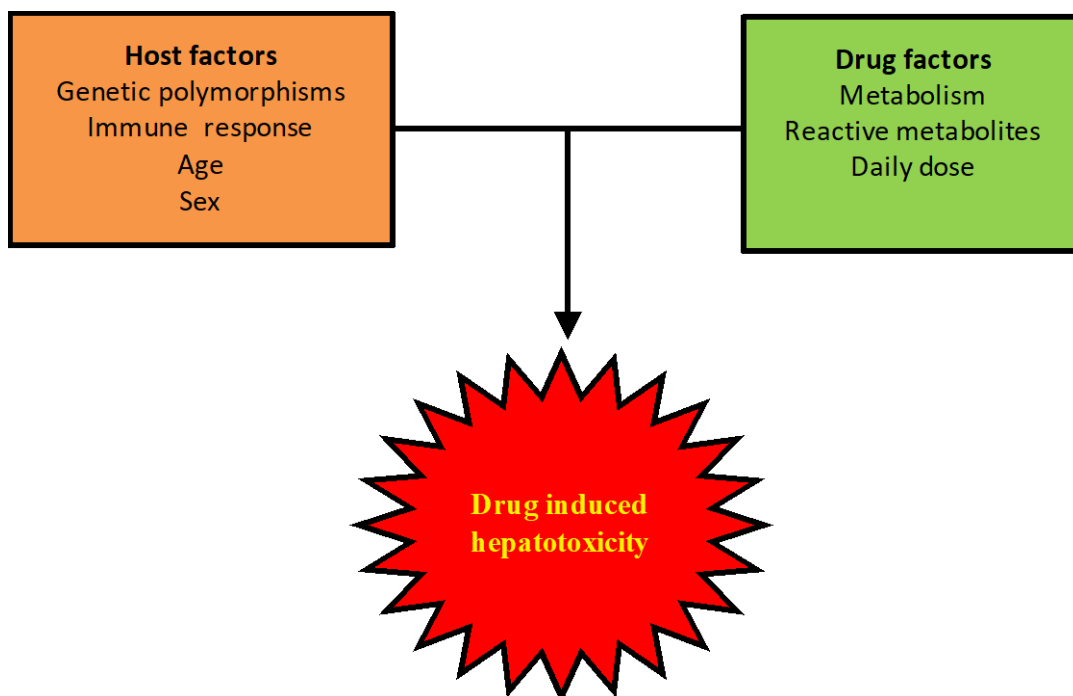 Host factors
Genetic polymorphisms
Immune  response
Age
Sex
Drug factors
Metabolism
Reactive metabolites
Daily dose
Drug induced
hepatotoxicity